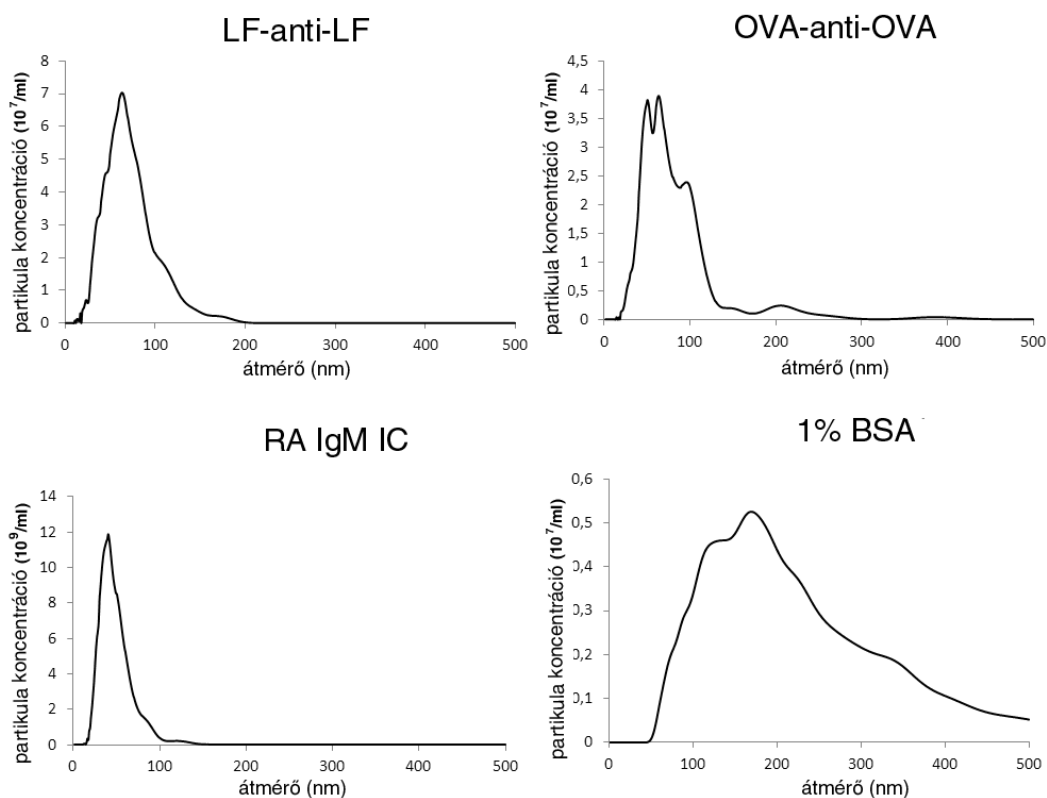 LF-anti-LF
partikula koncentráció (10⁷/ml)
8
7
6
5
4
3
2
1
0
0 100 200 300 400 500
átmérő (nm)
OVA-anti-OVA
partikula koncentráció (10⁷/ml)
4,5
4
3,5
3
2,5
2
1,5
1
0,5
0
0 100 200 300 400 500
átmérő (nm)
RA IgM IC
partikula koncentráció (10⁹/ml)
14
12
10
8
6
4
2
0
0 100 200 300 400 500
átmérő (nm)
1% BSA
partikula koncentráció (10⁷/ml)
0,6
0,5
0,4
0,3
0,2
0,1
0
0 100 200 300 400 500
átmérő (nm)